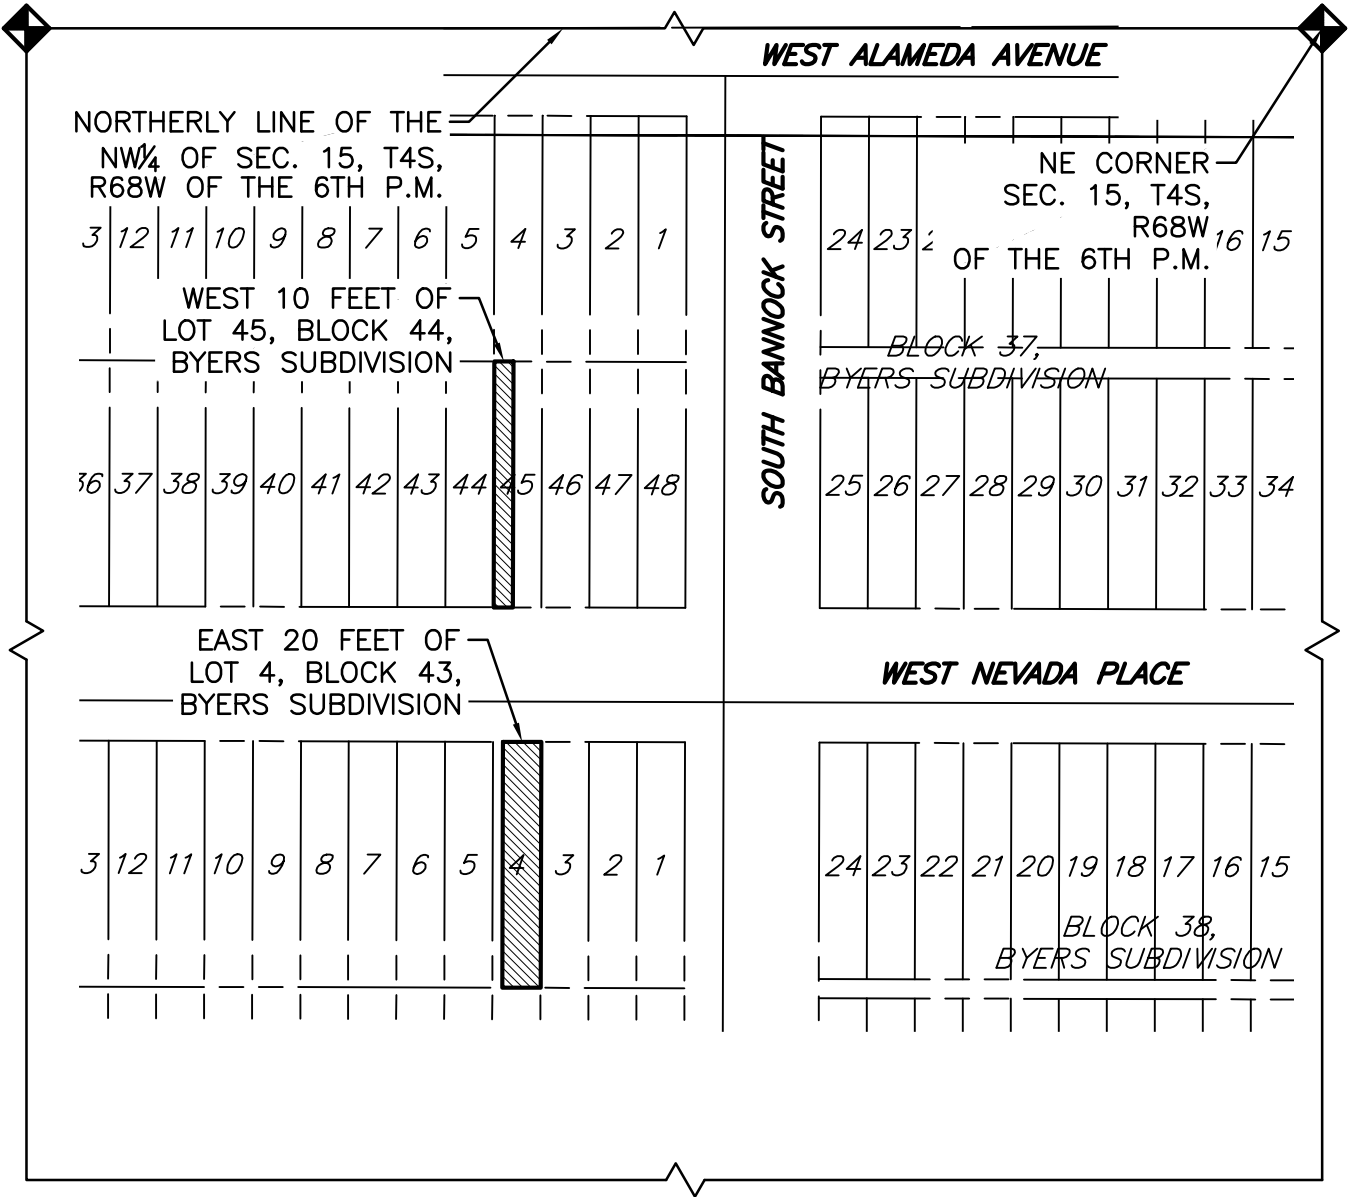 WEST ALAMEDA AVENUE
NORTHERLY LINE OF THE
NW¼ OF SEC. 15, T4S,
R68W OF THE 6TH P.M.
NE CORNER
SEC. 15, T4S,
R68W
OF THE 6TH P.M.
SOUTH BANNOCK STREET
3 12 11 10 9 8 7 6 5 4 3 2 1
24 23 16 15
WEST 10 FEET OF
LOT 45, BLOCK 44,
BYERS SUBDIVISION
BLOCK 37,
BYERS SUBDIVISION
36 37 38 39 40 41 42 43 44 45 46 47 48
25 26 27 28 29 30 31 32 33 34
EAST 20 FEET OF
LOT 4, BLOCK 43,
BYERS SUBDIVISION
WEST NEVADA PLACE
3 12 11 10 9 8 7 6 5 4 3 2 1
24 23 22 21 20 19 18 17 16 15
BLOCK 38,
BYERS SUBDIVISION